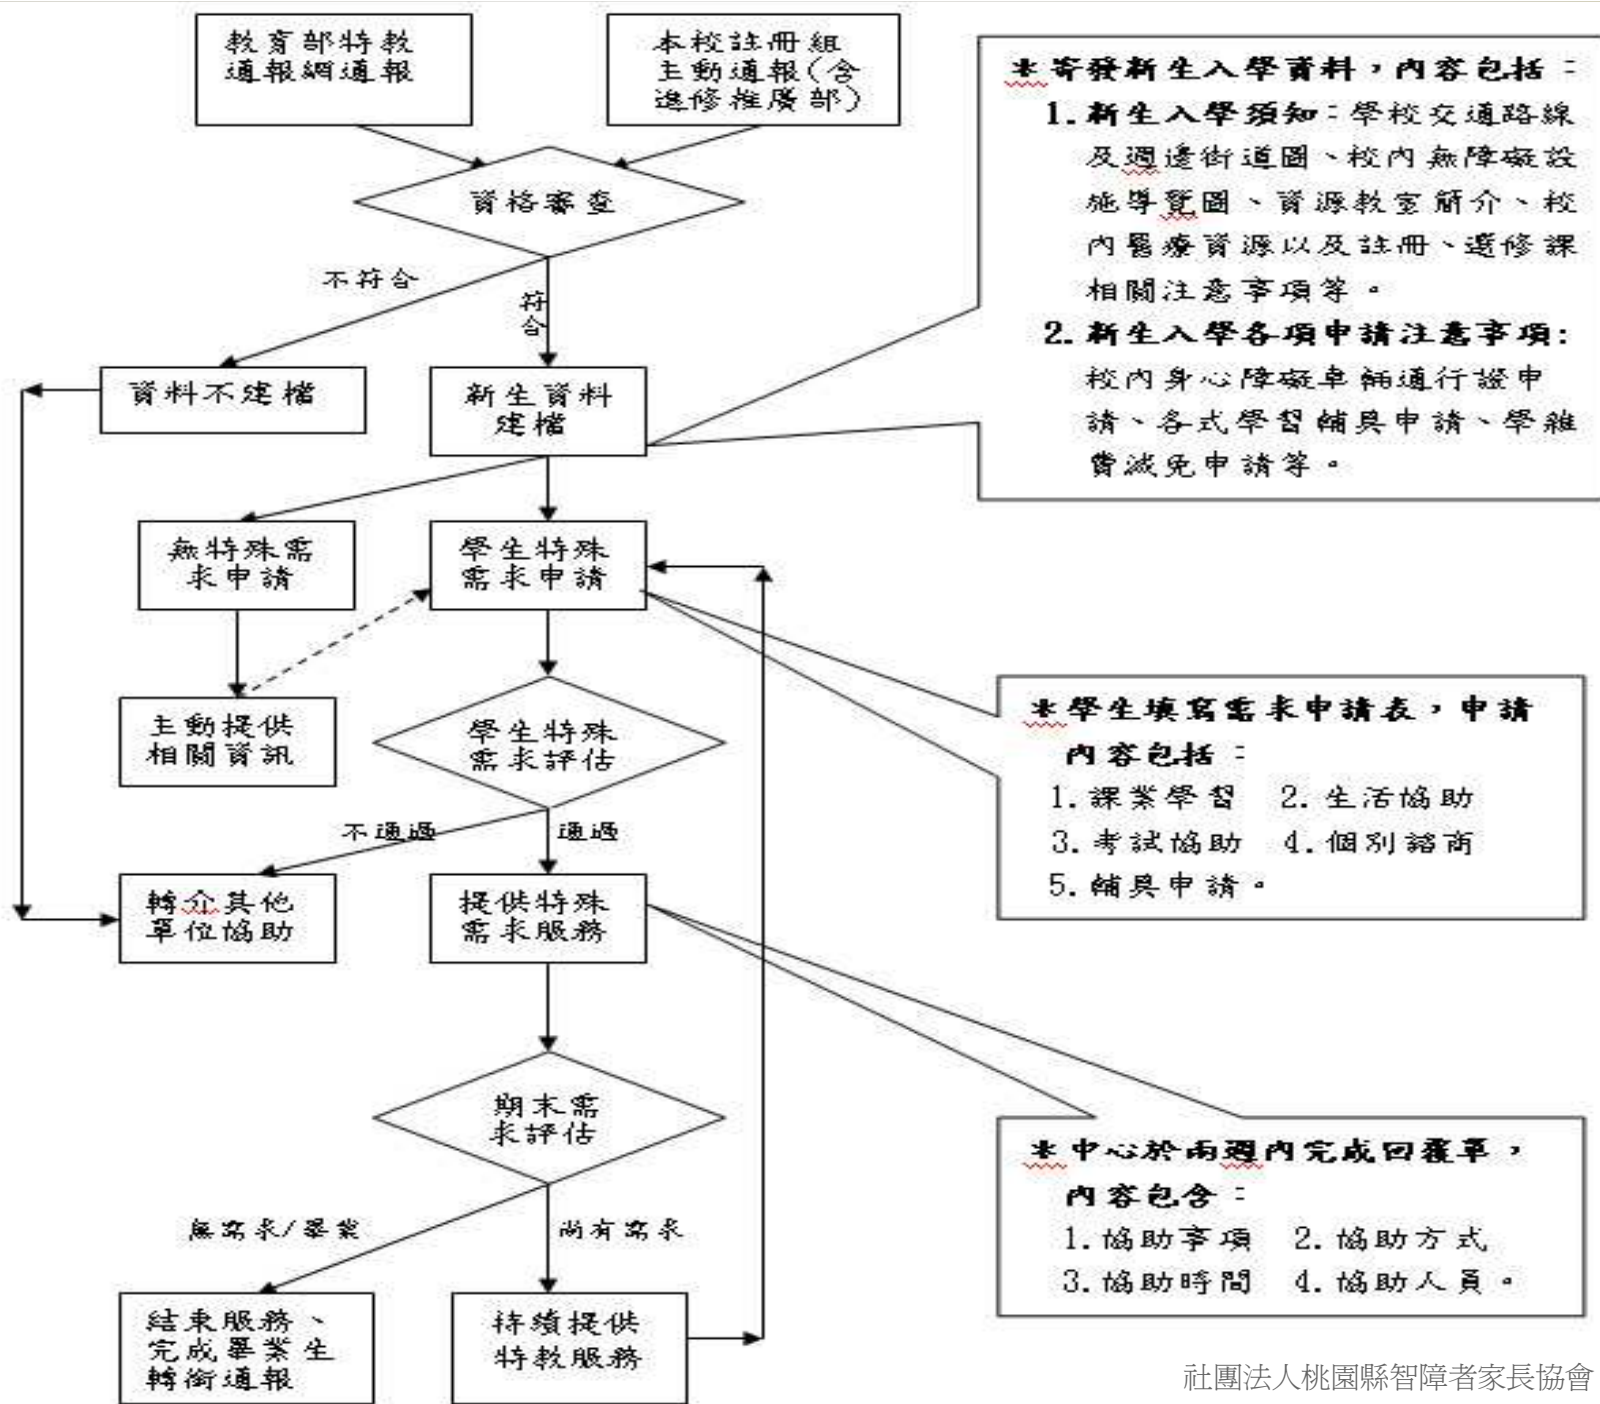 教育部特教
通報網通報
本校註冊組
主動通報(含
進修推廣部)
資格審查
不符合
符
合
資料不建檔
新生資料
建檔
無特殊需
求申請
學生特殊
需求申請
主動提供
相關資訊
學生特殊
需求評估
不通過
通過
轉介其他
單位協助
提供特殊
需求服務
期末需
求評估
無需求/畢業
尚有需求
結束服務、
完成畢業生
轉銜通報
持續提供
特教服務
*寄發新生入學資料，內容包括：
1.新生入學須知：學校交通路線
及週邊街道圖、校內無障礙設
施導覽圖、資源教室簡介、校
內醫療資源以及註冊、選修課
相關注意事項等。
2.新生入學各項申請注意事項：
校內身心障礙車輛通行證申
請、各式學習輔具申請、學雜
費減免申請等。
*學生填寫需求申請表，申請
內容包括：
1.課業學習 2.生活協助
3.考試協助 4.個別諮商
5.輔具申請。
*中心於兩週內完成回覆單，
內容包含：
1.協助事項 2.協助方式
3.協助時間 4.協助人員。
社團法人桃園縣智障者家長協會